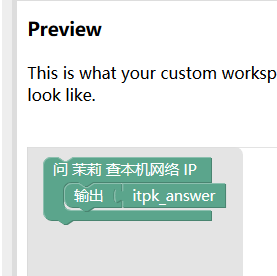 Preview
This is what your custom worksp
look like.
问 茉莉 查本机网络 IP
输出 itpk_answer